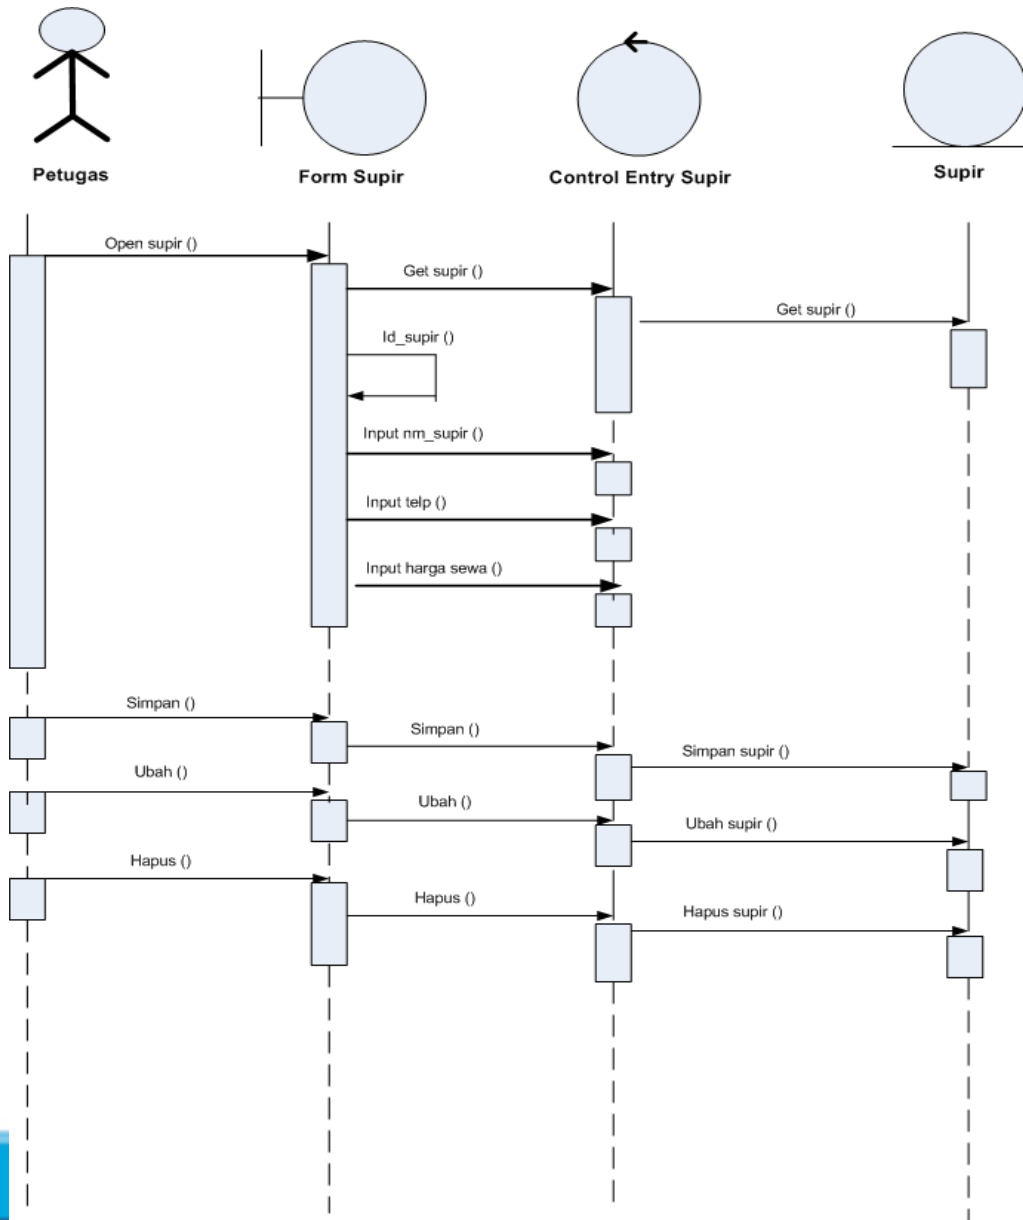 Petugas
Form Supir
Control Entry Supir
Supir
Open supir ()
Get supir ()
Get supir ()
Id_supir ()
Input nm_supir ()
Input telp ()
Input harga sewa ()
Simpan ()
Simpan ()
Simpan supir ()
Ubah ()
Ubah ()
Ubah supir ()
Hapus ()
Hapus ()
Hapus supir ()